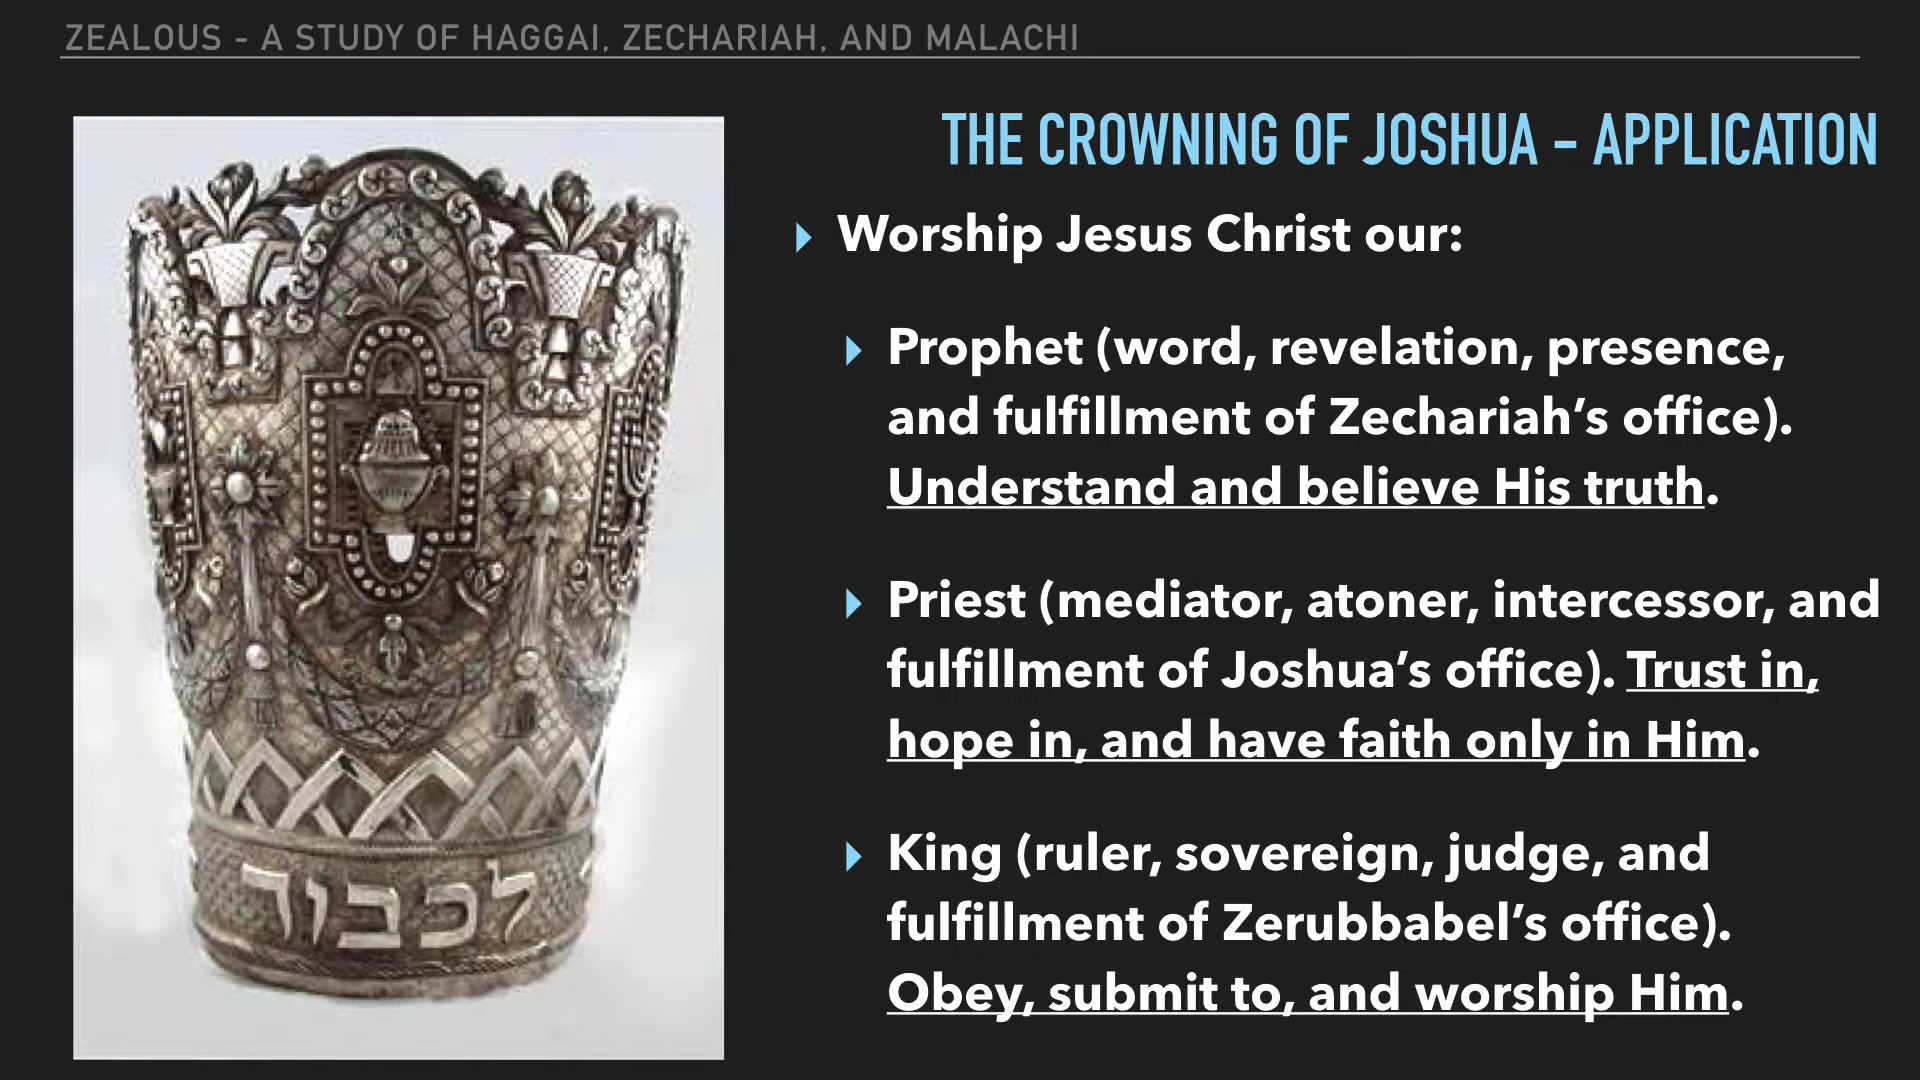 ZEALOUS - A STUDY OF HAGGAI, ZECHARIAH, AND MALACHI
THE CROWNING OF JOSHUA - APPLICATION
Worship Jesus Christ our:
Prophet (word, revelation, presence,
and fulfillment of Zechariah’s office).
Understand and believe His truth.
Priest (mediator, atoner, intercessor, and
fulfillment of Joshua’s office). Trust in,
hope in, and have faith only in Him.
King (ruler, sovereign, judge, and
fulfillment of Zerubbabel’s office).
Obey, submit to, and worship Him.
לכבוד